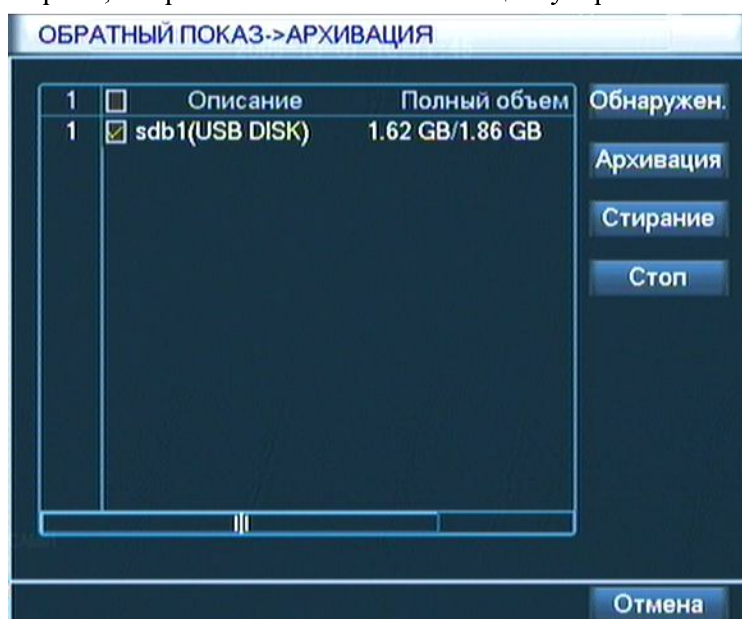 ОБРАТНЫЙ ПОКАЗ->АРХИВАЦИЯ
1 Описание Полный объем
1 sdb1(USB DISK) 1.62 GB/1.86 GB
Обнаружен.
Архивация
Стирание
Стоп
Отмена